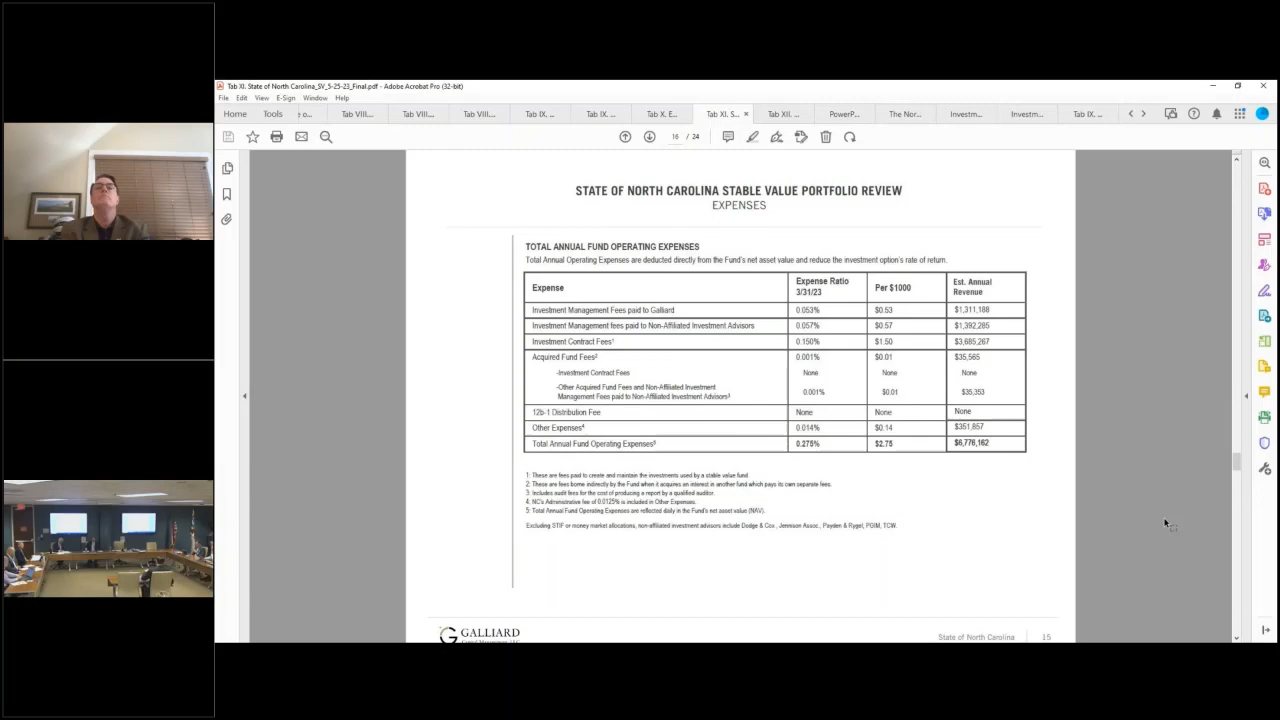 Tab XI. State of North Carolina_SV_5-25-23_Final.pdf - Adobe Acrobat Pro (32-bit)
File Edit View E-Sign Window Help
Home Tools o... Tab VIII.... Tab VIII.... Tab VIII.... Tab IX. ... Tab IX. ... Tab X. E... Tab XI. S... × Tab XII. ... PowerP... The Nor... Investm... Investm... Tab IX. ...
16 / 24
STATE OF NORTH CAROLINA STABLE VALUE PORTFOLIO REVIEW
EXPENSES
TOTAL ANNUAL FUND OPERATING EXPENSES
Total Annual Operating Expenses are deducted directly from the Fund's net asset value and reduce the investment option's rate of return.
Expense Expense Ratio 3/31/23 Per $1000 Est. Annual Revenue
Investment Management Fees paid to Galliard 0.053% $0.53 $1,311,188
Investment Management fees paid to Non-Affiliated Investment Advisors 0.057% $0.57 $1,392,285
Investment Contract Fees¹ 0.150% $1.50 $3,685,267
Acquired Fund Fees² 0.001% $0.01 $35,565
-Investment Contract Fees None None None
-Other Acquired Fund Fees and Non-Affiliated Investment
Management Fees paid to Non-Affiliated Investment Advisors³ 0.001% $0.01 $35,353
12b-1 Distribution Fee None None None
Other Expenses⁴ 0.014% $0.14 $351,857
Total Annual Fund Operating Expenses⁵ 0.275% $2.75 $6,776,162
1: These are fees paid to create and maintain the investments used by a stable value fund.
2: These are fees borne indirectly by the Fund when it acquires an interest in another fund which pays its own separate fees.
3: Includes audit fees for the cost of producing a report by a qualified auditor.
4: NC's Administrative fee of 0.0125% is included in Other Expenses.
5: Total Annual Fund Operating Expenses are reflected daily in the Fund's net asset value (NAV).
Excluding STIF or money market allocations, non-affiliated investment advisors include Dodge & Cox., Jennison Assoc., Payden & Rygel, PGIM, TCW.
GALLIARD
State of North Carolina 15